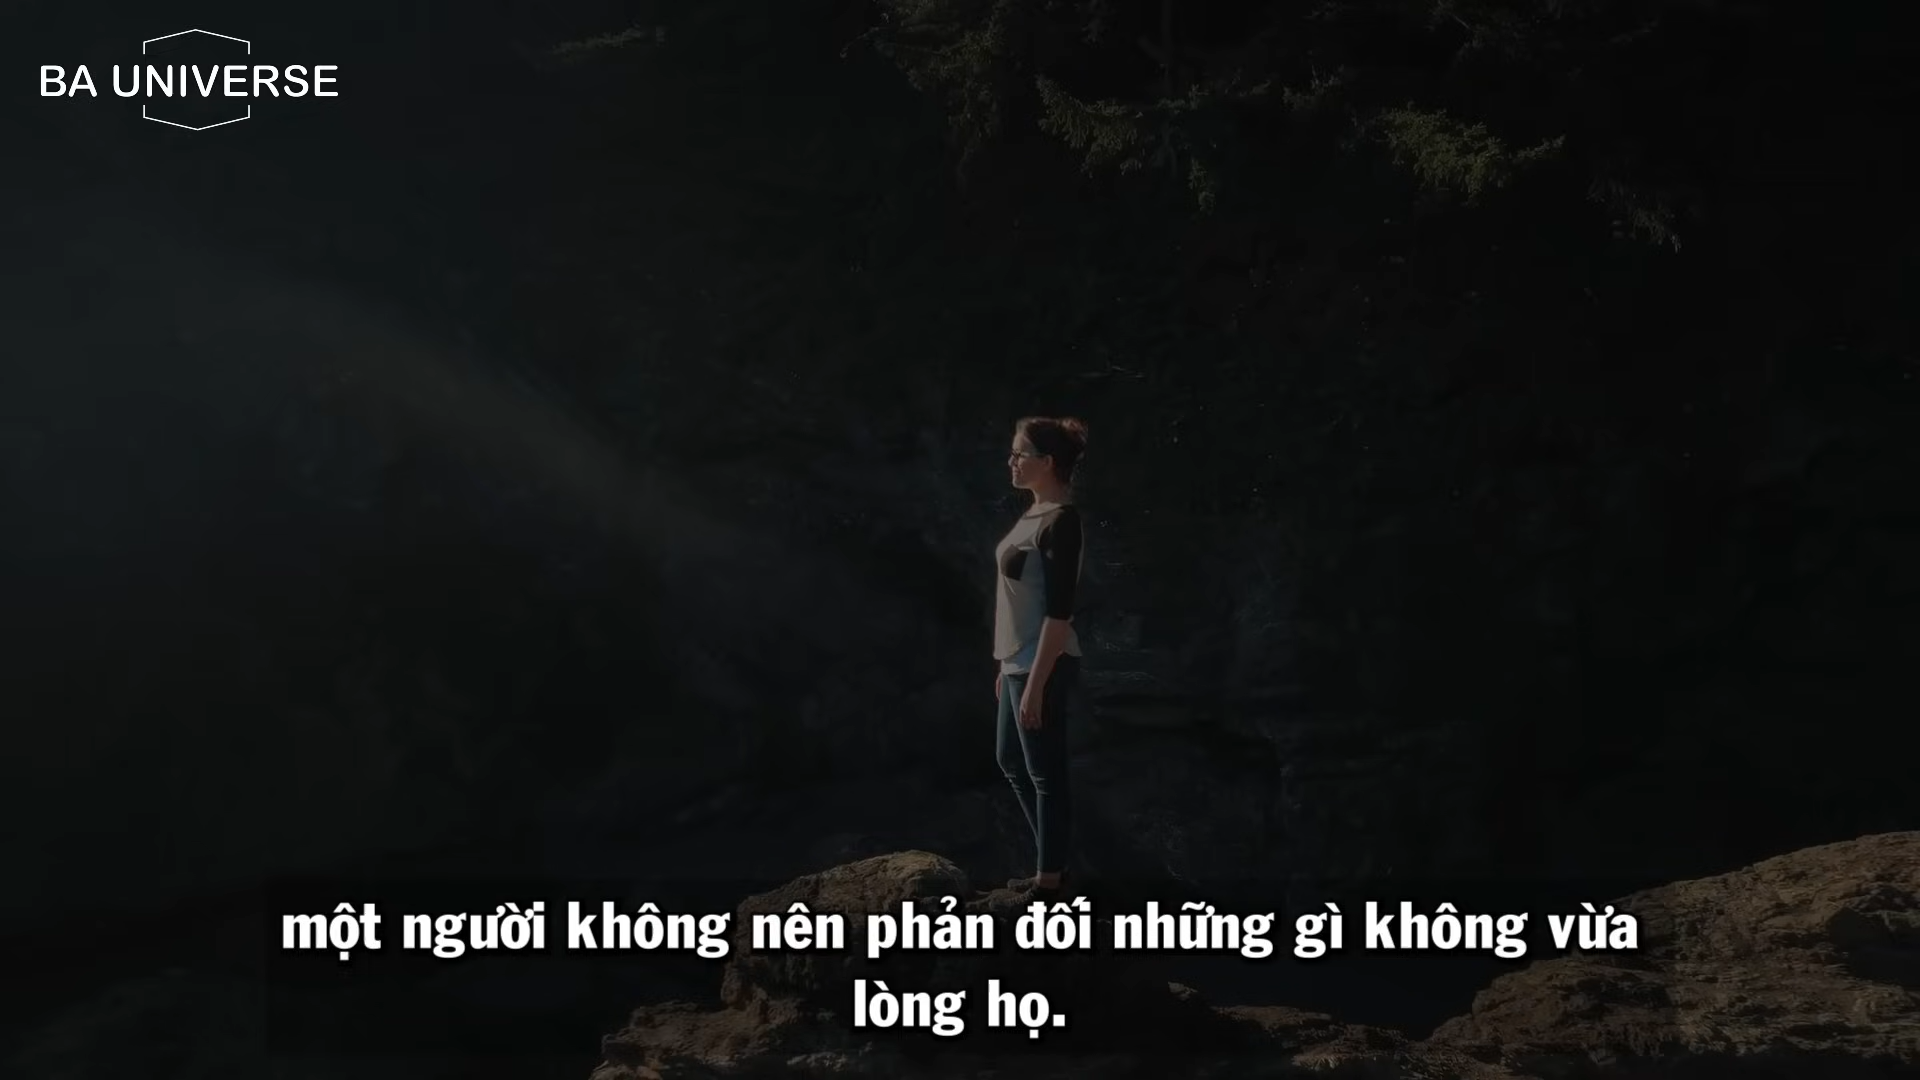 BA UNIVERSE
một người không nên phản đối những gì không vừa
lòng họ.